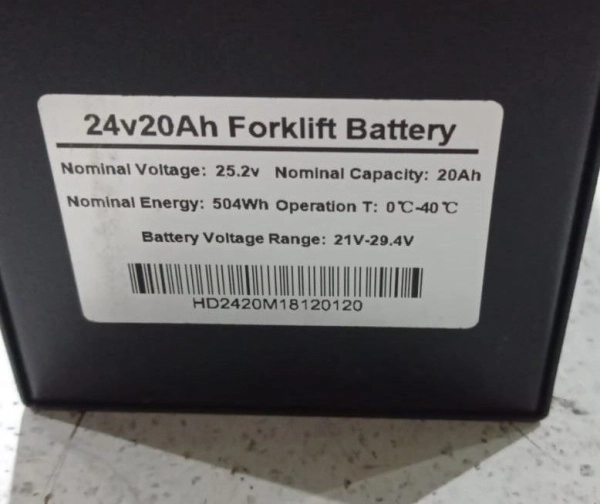 24v20Ah Forklift Battery
Nominal Voltage: 25.2v Nominal Capacity: 20Ah
Nominal Energy: 504Wh Operation T: 0℃-40℃
Battery Voltage Range: 21V-29.4V
HD2420M18120120